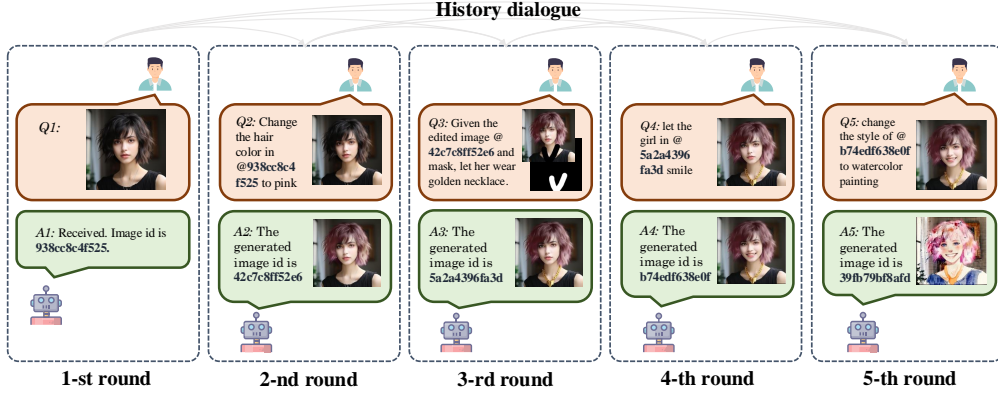 History dialogue
Q1:
A1: Received. Image id is
938cc8c4f525.
1-st round
Q2: Change
the hair
color in
@938cc8c4
f525 to pink
A2: The
generated
image id is
42c7c8ff52e6
2-nd round
Q3: Given the
edited image @
42c7c8ff52e6 and
mask, let her wear
golden necklace.
A3: The
generated
image id is
5a2a4396fa3d
3-rd round
Q4: let the
girl in @
5a2a4396
fa3d smile
A4: The
generated
image id is
b74edf638e0f
4-th round
Q5: change
the style of @
b74edf638e0f
to watercolor
painting
A5: The
generated
image id is
39fb79bf8afd
5-th round